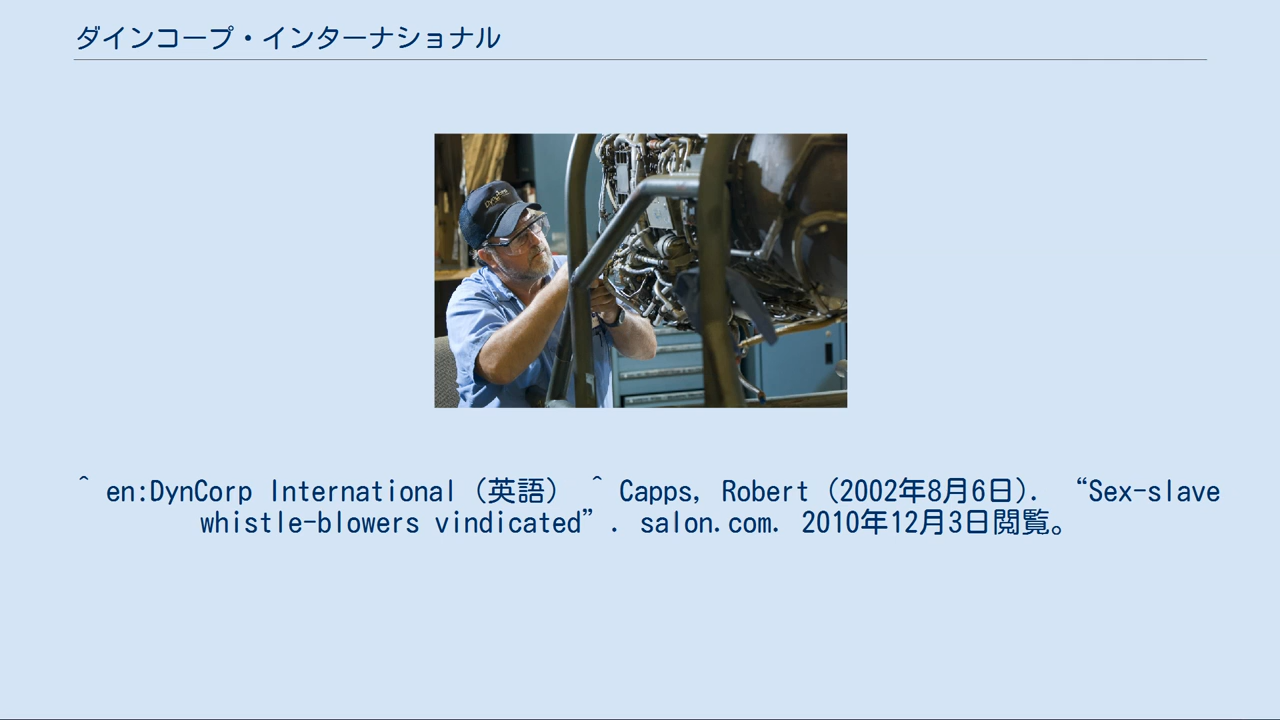 ダインコープ・インターナショナル
^ en:DynCorp International（英語） ^ Capps, Robert (2002年8月6日). “Sex-slave
whistle-blowers vindicated”. salon.com. 2010年12月3日閲覧。